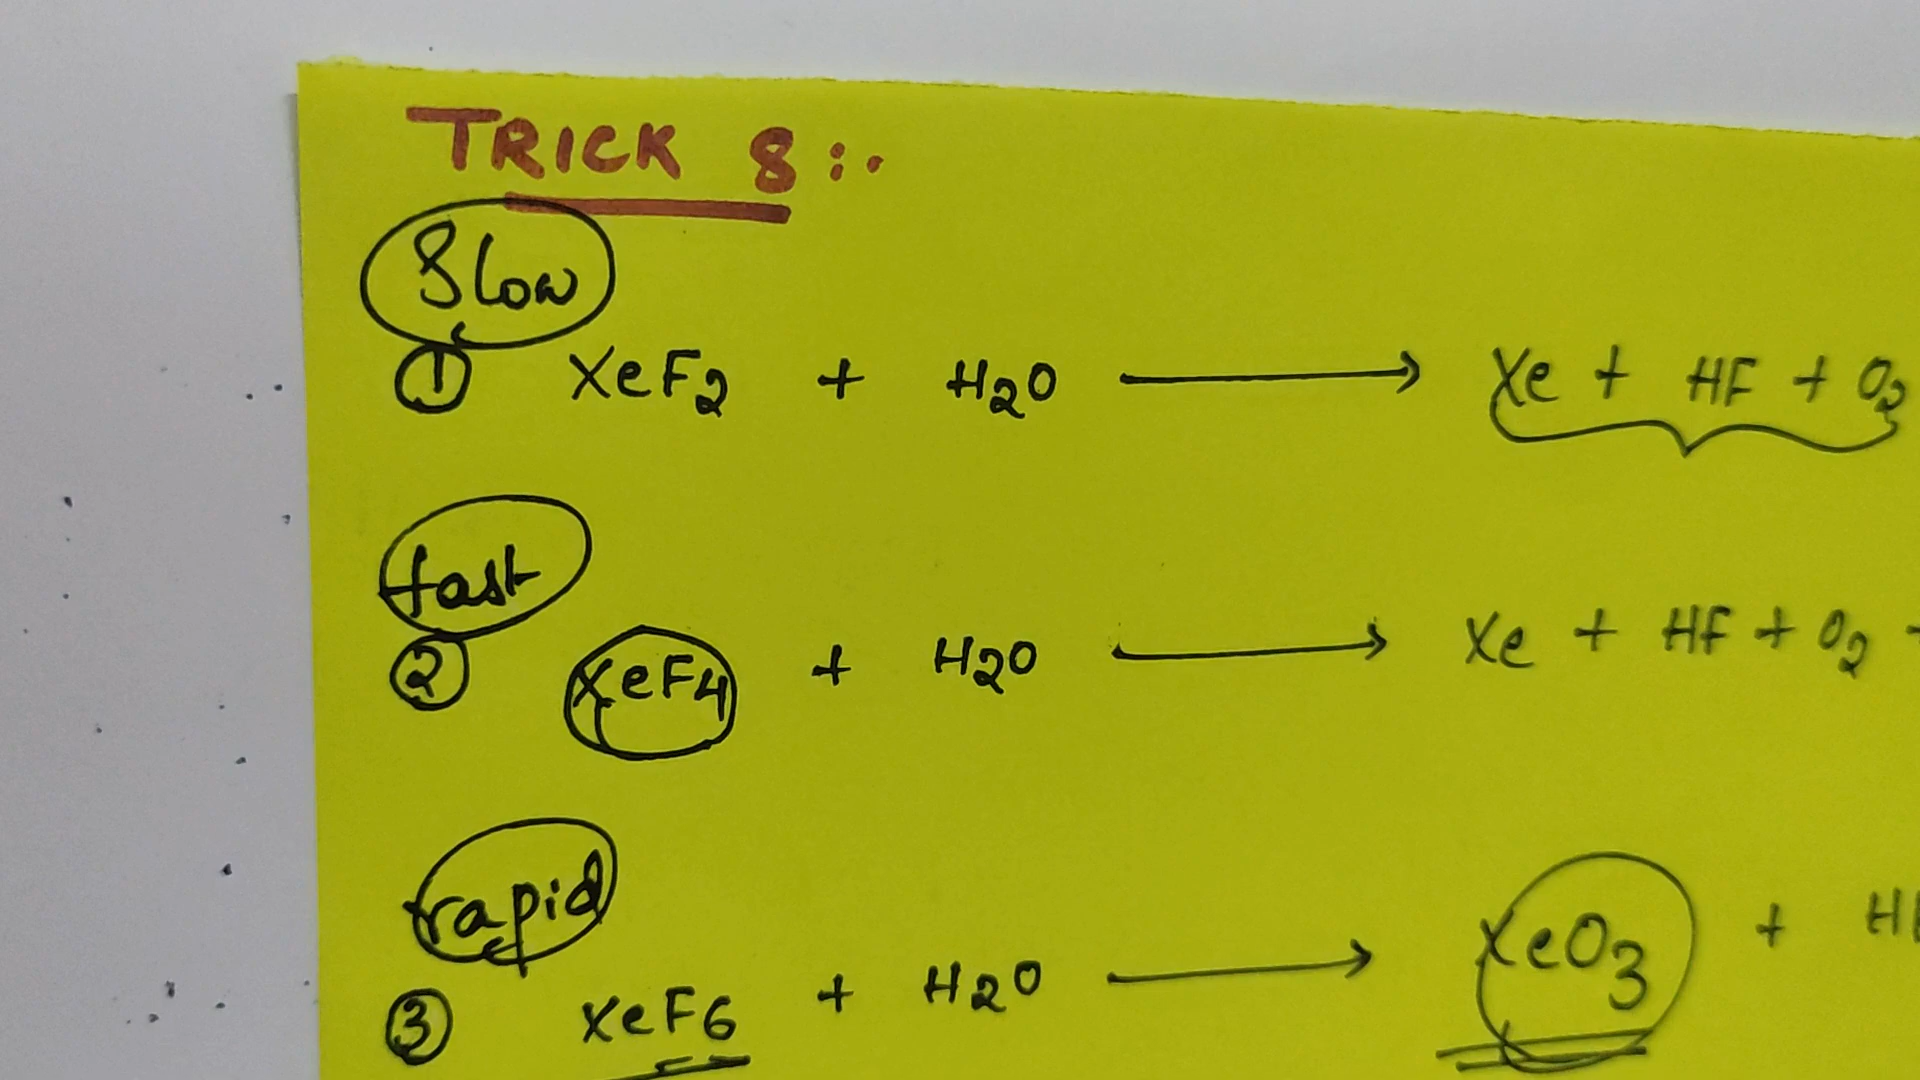 TRICK 8:-
Slow
① XeF2 + H2O ⟶ Xe + HF + O2
fast
② XeF4 + H2O ⟶ Xe + HF + O2 +
rapid
③ XeF6 + H2O ⟶ XeO3 + HF